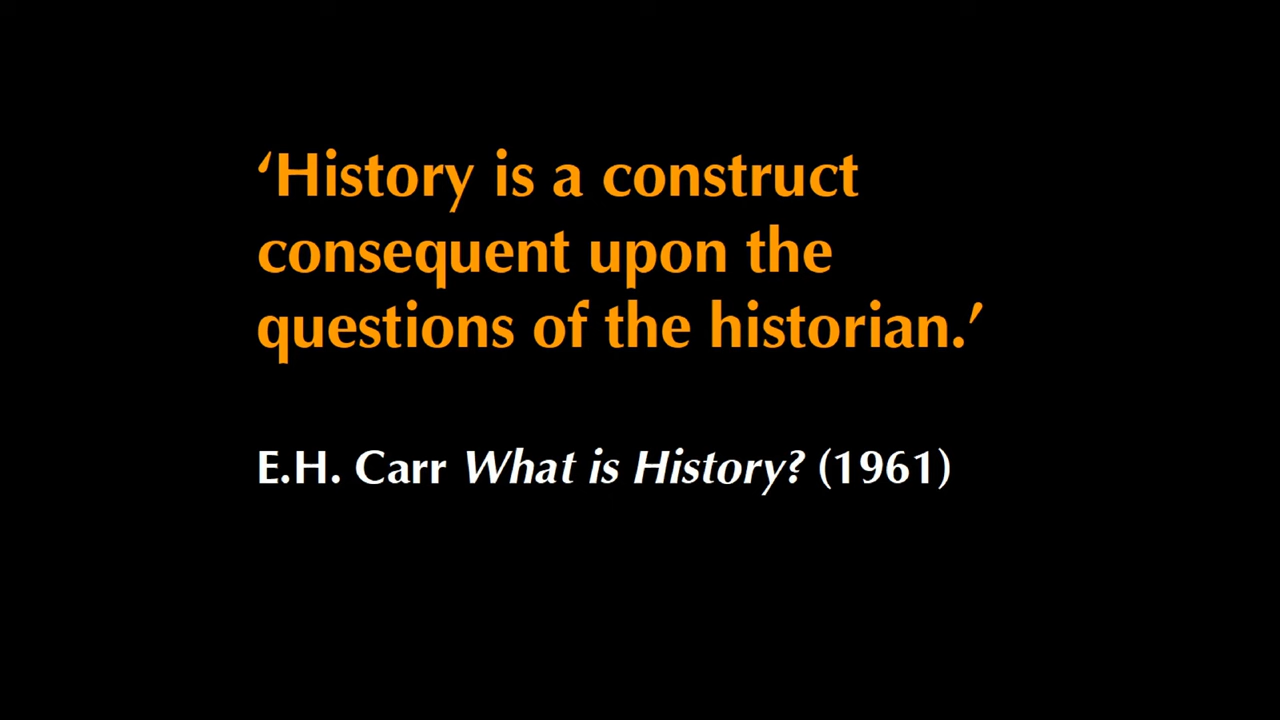 ‘History is a construct
consequent upon the
questions of the historian.’
E.H. Carr What is History? (1961)